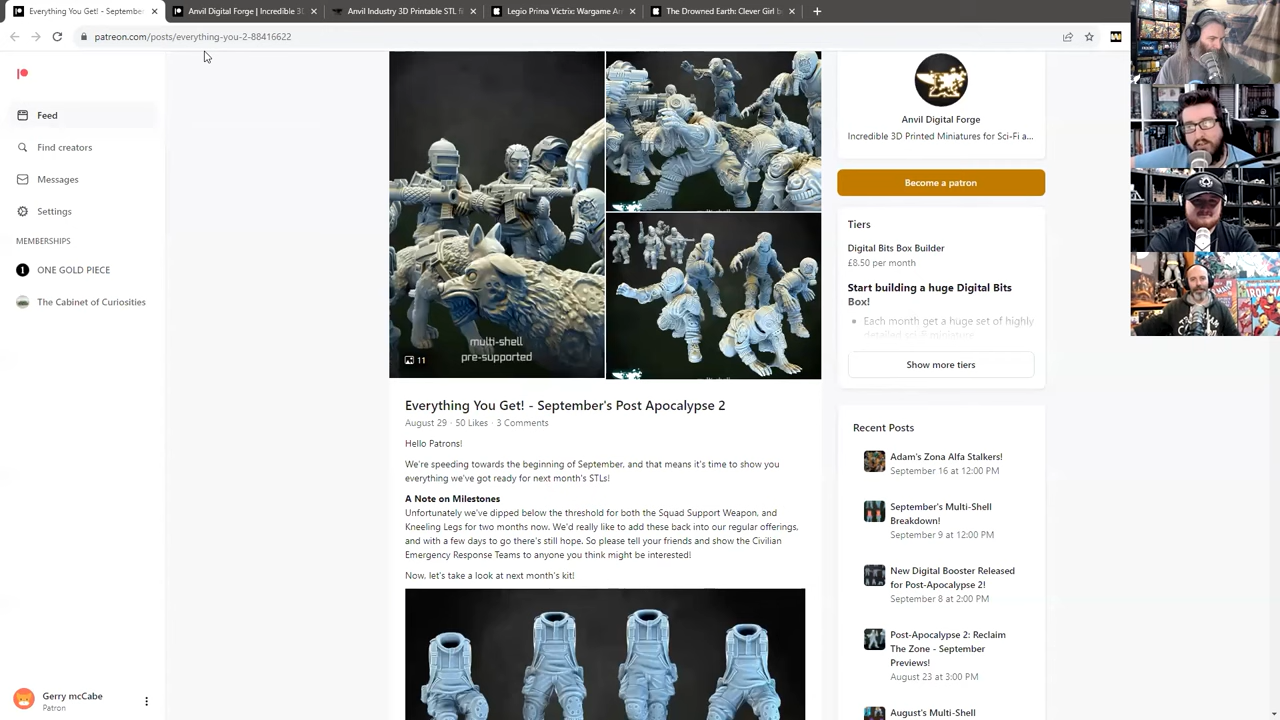 Everything You Get! - September
Anvil Digital Forge | Incredible 3D
Anvil Industry 3D Printable STL fi
Legio Prima Victrix: Wargame Ar
The Drowned Earth: Clever Girl b
patreon.com/posts/everything-you-2-88416622
Feed
Find creators
Messages
Settings
MEMBERSHIPS
1 ONE GOLD PIECE
The Cabinet of Curiosities
Gerry mcCabe
Patron
multi-shell
pre-supported
11
Everything You Get! - September's Post Apocalypse 2
August 29 · 50 Likes · 3 Comments
Hello Patrons!
We're speeding towards the beginning of September, and that means it's time to show you
everything we've got ready for next month's STLs!
A Note on Milestones
Unfortunately we've dipped below the threshold for both the Squad Support Weapon, and
Kneeling Legs for two months now. We'd really like to add these back into our regular offerings,
and with a few days to go there's still hope. So please tell your friends and show the Civilian
Emergency Response Teams to anyone you think might be interested!
Now, let's take a look at next month's kit!
Anvil Digital Forge
Incredible 3D Printed Miniatures for Sci-Fi a...
Become a patron
Tiers
Digital Bits Box Builder
£8.50 per month
Start building a huge Digital Bits
Box!
Each month get a huge set of highly
detailed sci-fi miniature
Show more tiers
Recent Posts
Adam's Zona Alfa Stalkers!
September 16 at 12:00 PM
September's Multi-Shell
Breakdown!
September 9 at 12:00 PM
New Digital Booster Released
for Post-Apocalypse 2!
September 8 at 2:00 PM
Post-Apocalypse 2: Reclaim
The Zone - September
Previews!
August 23 at 3:00 PM
August's Multi-Shell